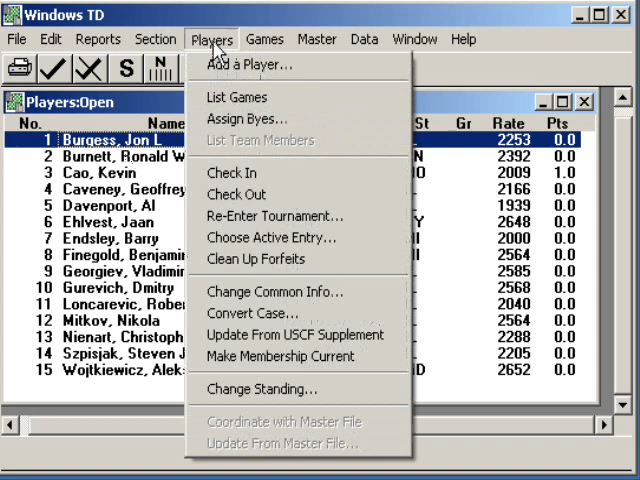 Windows TD
File Edit Reports Section Players Games Master Data Window Help
S N
Players:Open
No. Name St Gr Rate Pts
1 Burgess, Jon L 2253 0.0
2 Burnett, Ronald W N 2392 0.0
3 Cao, Kevin 2009 1.0
4 Caveney, Geoffrey 2166 0.0
5 Davenport, Al 1939 0.0
6 Ehlvest, Jaan Y 2648 0.0
7 Endsley, Barry 2000 0.0
8 Finegold, Benjamin 2564 0.0
9 Georgiev, Vladimir 2585 0.0
10 Gurevich, Dmitry 2568 0.0
11 Loncarevic, Rober 2040 0.0
12 Mitkov, Nikola 2564 0.0
13 Nienart, Christoph 2288 0.0
14 Szpisjak, Steven J 2205 0.0
15 Wojtkiewicz, Alek D 2652 0.0
Add a Player...
List Games
Assign Byes...
List Team Members
Check In
Check Out
Re-Enter Tournament...
Choose Active Entry...
Clean Up Forfeits
Change Common Info...
Convert Case...
Update From USCF Supplement
Make Membership Current
Change Standing...
Coordinate with Master File
Update From Master File...